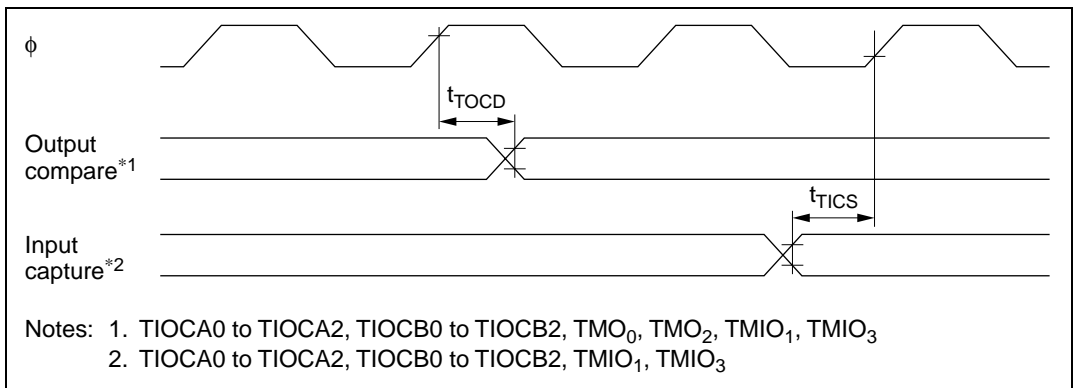 ϕ
tTOCD
Output
compare*1
tTICS
Input
capture*2
Notes: 1. TIOCA0 to TIOCA2, TIOCB0 to TIOCB2, TMO0, TMO2, TMIO1, TMIO3
2. TIOCA0 to TIOCA2, TIOCB0 to TIOCB2, TMIO1, TMIO3